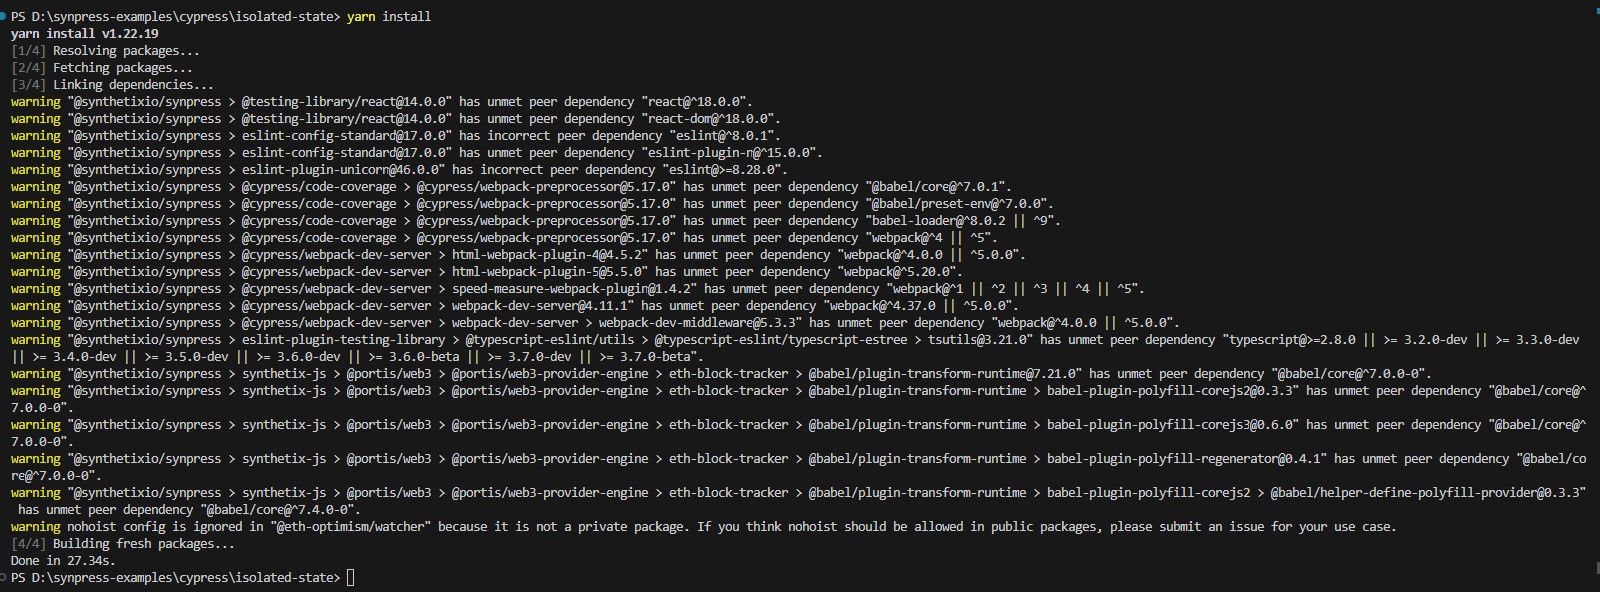 PS D:\synpress-examples\cypress\isolated-state> yarn install
yarn install v1.22.19
[1/4] Resolving packages...
[2/4] Fetching packages...
[3/4] Linking dependencies...
warning "@synthetixio/synpress > @testing-library/react@14.0.0" has unmet peer dependency "react@^18.0.0".
warning "@synthetixio/synpress > @testing-library/react@14.0.0" has unmet peer dependency "react-dom@^18.0.0".
warning "@synthetixio/synpress > eslint-config-standard@17.0.0" has incorrect peer dependency "eslint@^8.0.1".
warning "@synthetixio/synpress > eslint-config-standard@17.0.0" has unmet peer dependency "eslint-plugin-n@^15.0.0".
warning "@synthetixio/synpress > eslint-plugin-unicorn@46.0.0" has incorrect peer dependency "eslint@>=8.28.0".
warning "@synthetixio/synpress > @cypress/code-coverage > @cypress/webpack-preprocessor@5.17.0" has unmet peer dependency "@babel/core@^7.0.1".
warning "@synthetixio/synpress > @cypress/code-coverage > @cypress/webpack-preprocessor@5.17.0" has unmet peer dependency "@babel/preset-env@^7.0.0".
warning "@synthetixio/synpress > @cypress/code-coverage > @cypress/webpack-preprocessor@5.17.0" has unmet peer dependency "babel-loader@^8.0.2 || ^9".
warning "@synthetixio/synpress > @cypress/code-coverage > @cypress/webpack-preprocessor@5.17.0" has unmet peer dependency "webpack@^4 || ^5".
warning "@synthetixio/synpress > @cypress/webpack-dev-server > html-webpack-plugin-4@4.5.2" has unmet peer dependency "webpack@^4.0.0 || ^5.0.0".
warning "@synthetixio/synpress > @cypress/webpack-dev-server > html-webpack-plugin-5@5.5.0" has unmet peer dependency "webpack@^5.20.0".
warning "@synthetixio/synpress > @cypress/webpack-dev-server > speed-measure-webpack-plugin@1.4.2" has unmet peer dependency "webpack@^1 || ^2 || ^3 || ^4 || ^5".
warning "@synthetixio/synpress > @cypress/webpack-dev-server > webpack-dev-server@4.11.1" has unmet peer dependency "webpack@^4.37.0 || ^5.0.0".
warning "@synthetixio/synpress > @cypress/webpack-dev-server > webpack-dev-server > webpack-dev-middleware@5.3.3" has unmet peer dependency "webpack@^4.0.0 || ^5.0.0".
warning "@synthetixio/synpress > eslint-plugin-testing-library > @typescript-eslint/utils > @typescript-eslint/typescript-estree > tsutils@3.21.0" has unmet peer dependency "typescript@>=2.8.0 || >= 3.2.0-dev || >= 3.3.0-dev
|| >= 3.4.0-dev || >= 3.5.0-dev || >= 3.6.0-dev || >= 3.6.0-beta || >= 3.7.0-dev || >= 3.7.0-beta".
warning "@synthetixio/synpress > synthetix-js > @portis/web3 > @portis/web3-provider-engine > eth-block-tracker > @babel/plugin-transform-runtime@7.21.0" has unmet peer dependency "@babel/core@^7.0.0-0".
warning "@synthetixio/synpress > synthetix-js > @portis/web3 > @portis/web3-provider-engine > eth-block-tracker > @babel/plugin-transform-runtime > babel-plugin-polyfill-corejs2@0.3.3" has unmet peer dependency "@babel/core@^
7.0.0-0".
warning "@synthetixio/synpress > synthetix-js > @portis/web3 > @portis/web3-provider-engine > eth-block-tracker > @babel/plugin-transform-runtime > babel-plugin-polyfill-corejs3@0.6.0" has unmet peer dependency "@babel/core@^
7.0.0-0".
warning "@synthetixio/synpress > synthetix-js > @portis/web3 > @portis/web3-provider-engine > eth-block-tracker > @babel/plugin-transform-runtime > babel-plugin-polyfill-regenerator@0.4.1" has unmet peer dependency "@babel/co
re@^7.0.0-0".
warning "@synthetixio/synpress > synthetix-js > @portis/web3 > @portis/web3-provider-engine > eth-block-tracker > @babel/plugin-transform-runtime > babel-plugin-polyfill-corejs2 > @babel/helper-define-polyfill-provider@0.3.3"
has unmet peer dependency "@babel/core@^7.4.0-0".
warning nohoist config is ignored in "@eth-optimism/watcher" because it is not a private package. If you think nohoist should be allowed in public packages, please submit an issue for your use case.
[4/4] Building fresh packages...
Done in 27.34s.
PS D:\synpress-examples\cypress\isolated-state>